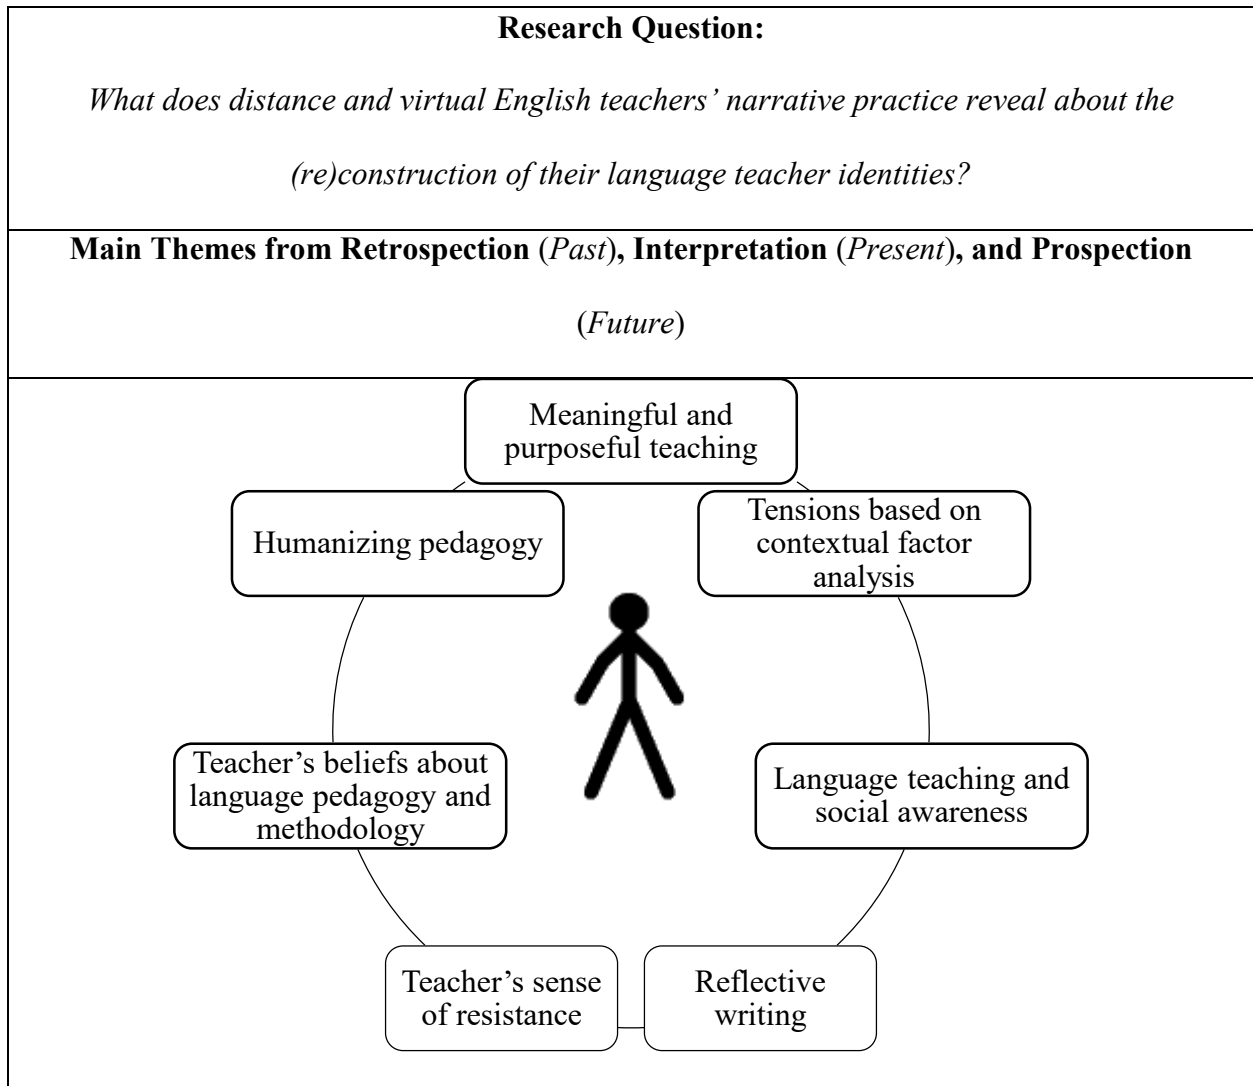 Research Question:
What does distance and virtual English teachers’ narrative practice reveal about the
(re)construction of their language teacher identities?
Main Themes from Retrospection (Past), Interpretation (Present), and Prospection
(Future)
Meaningful and
purposeful teaching
Humanizing pedagogy
Tensions based on
contextual factor
analysis
Teacher’s beliefs about
language pedagogy and
methodology
Language teaching and
social awareness
Teacher’s sense
of resistance
Reflective
writing